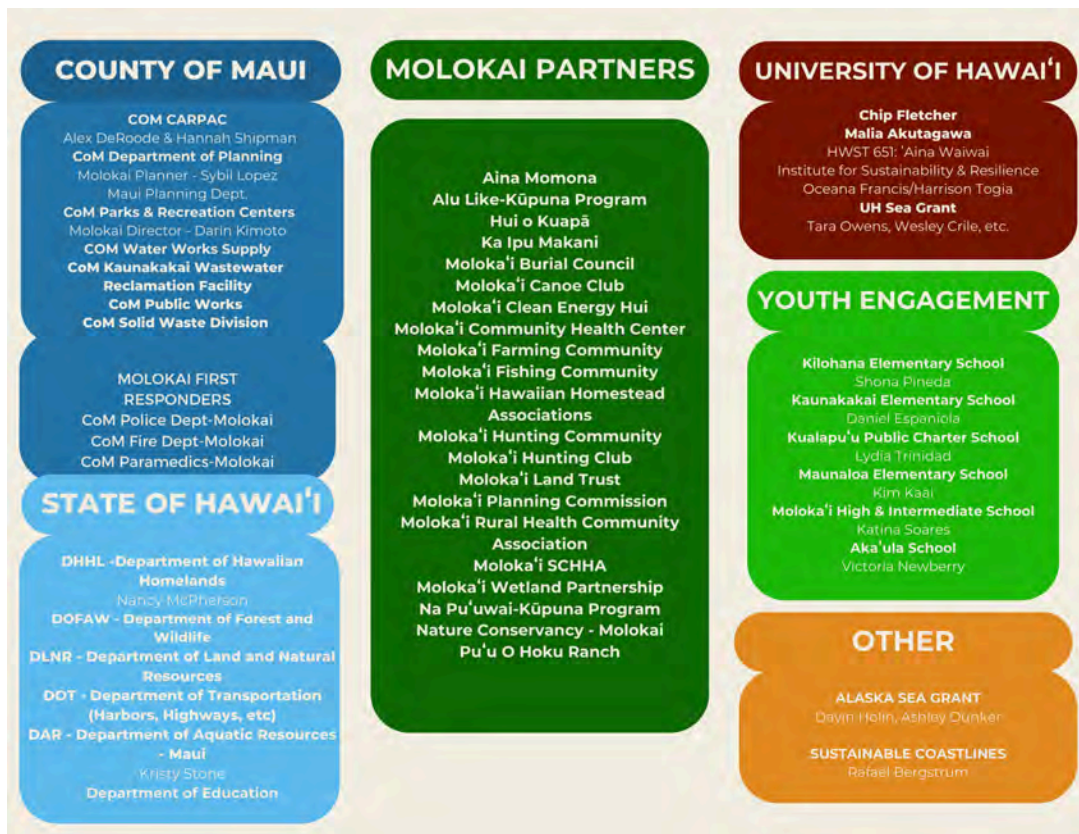 COUNTY OF MAUI
COM CARPAC
Alex DeRoode & Hannah Shipman
CoM Department of Planning
Molokai Planner - Sybil Lopez
Maui Planning Dept.
CoM Parks & Recreation Centers
Molokai Director - Darin Kimoto
COM Water Works Supply
CoM Kaunakakai Wastewater
Reclamation Facility
CoM Public Works
CoM Solid Waste Division
MOLOKAI FIRST
RESPONDERS
CoM Police Dept-Molokai
CoM Fire Dept-Molokai
CoM Paramedics-Molokai
STATE OF HAWAIʻI
DHHL -Department of Hawaiian
Homelands
Nancy McPherson
DOFAW - Department of Forest and
Wildlife
DLNR - Department of Land and Natural
Resources
DOT - Department of Transportation
(Harbors, Highways, etc)
DAR - Department of Aquatic Resources
- Maui
Kristy Stone
Department of Education
MOLOKAI PARTNERS
Aina Momona
Alu Like-Kūpuna Program
Hui o Kuapā
Ka Ipu Makani
Molokaʻi Burial Council
Molokaʻi Canoe Club
Molokaʻi Clean Energy Hui
Molokaʻi Community Health Center
Molokaʻi Farming Community
Molokaʻi Fishing Community
Molokaʻi Hawaiian Homestead
Associations
Molokaʻi Hunting Community
Molokaʻi Hunting Club
Molokaʻi Land Trust
Molokaʻi Planning Commission
Molokaʻi Rural Health Community
Association
Molokaʻi SCHHA
Molokaʻi Wetland Partnership
Na Puʻuwai-Kūpuna Program
Nature Conservancy - Molokai
Puʻu O Hoku Ranch
UNIVERSITY OF HAWAIʻI
Chip Fletcher
Malia Akutagawa
HWST 651: ʻAina Waiwai
Institute for Sustainability & Resilience
Oceana Francis/Harrison Togia
UH Sea Grant
Tara Owens, Wesley Crile, etc.
YOUTH ENGAGEMENT
Kilohana Elementary School
Shona Pineda
Kaunakakai Elementary School
Daniel Espaniola
Kualapuʻu Public Charter School
Lydia Trinidad
Maunaloa Elementary School
Kim Kaai
Molokaʻi High & Intermediate School
Katina Soares
Akaʻula School
Victoria Newberry
OTHER
ALASKA SEA GRANT
Davin Holin, Ashley Dunker
SUSTAINABLE COASTLINES
Rafael Bergstrum